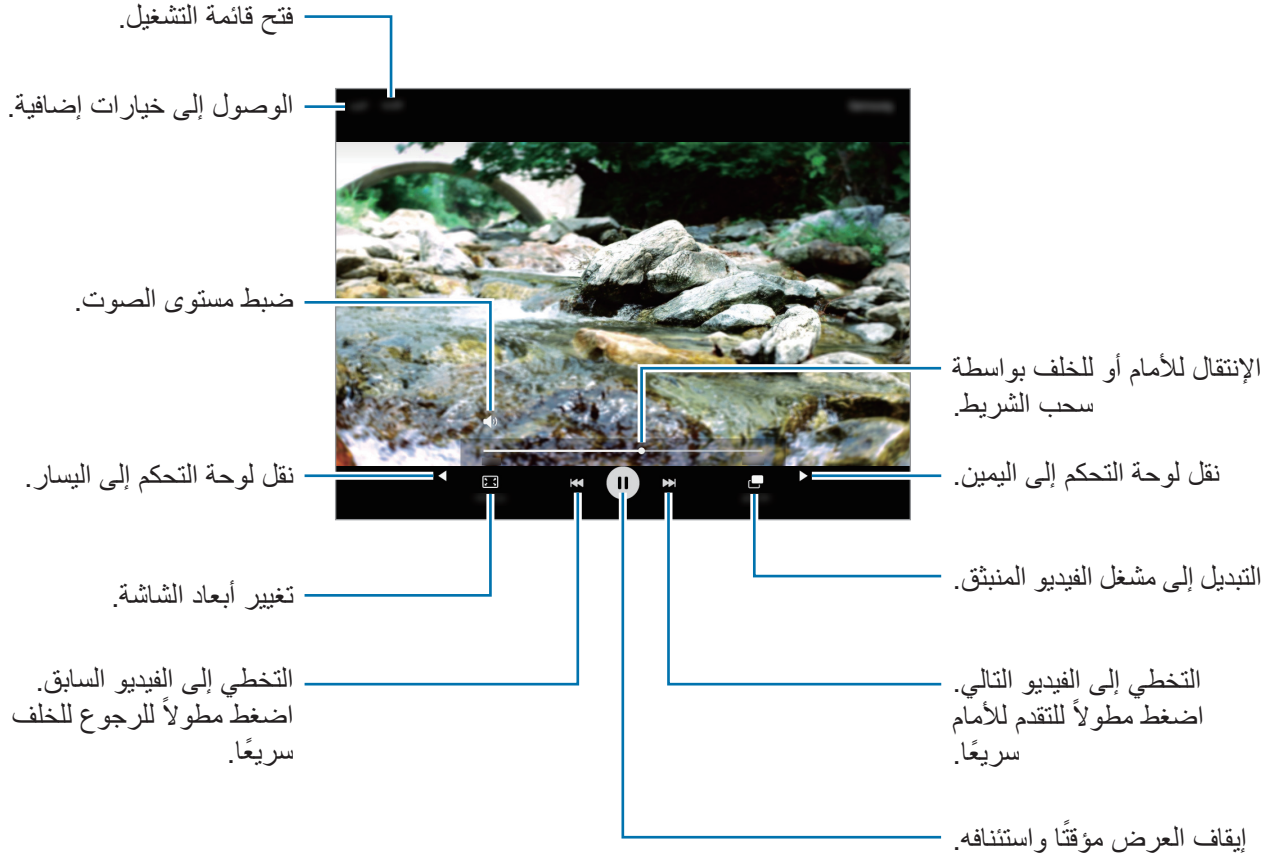 فتح قائمة التشغيل.
الوصول إلى خيارات إضافية.
ضبط مستوى الصوت.
الإنتقال للأمام أو للخلف بواسطة
سحب الشريط.
نقل لوحة التحكم إلى اليسار.
نقل لوحة التحكم إلى اليمين.
التبديل إلى مشغل الفيديو المنبثق.
تغيير أبعاد الشاشة.
التخطي إلى الفيديو السابق.
اضغط مطولاً للرجوع للخلف
سريعًا.
التخطي إلى الفيديو التالي.
اضغط مطولاً للتقدم للأمام
سريعًا.
إيقاف العرض مؤقتًا واستئنافه.